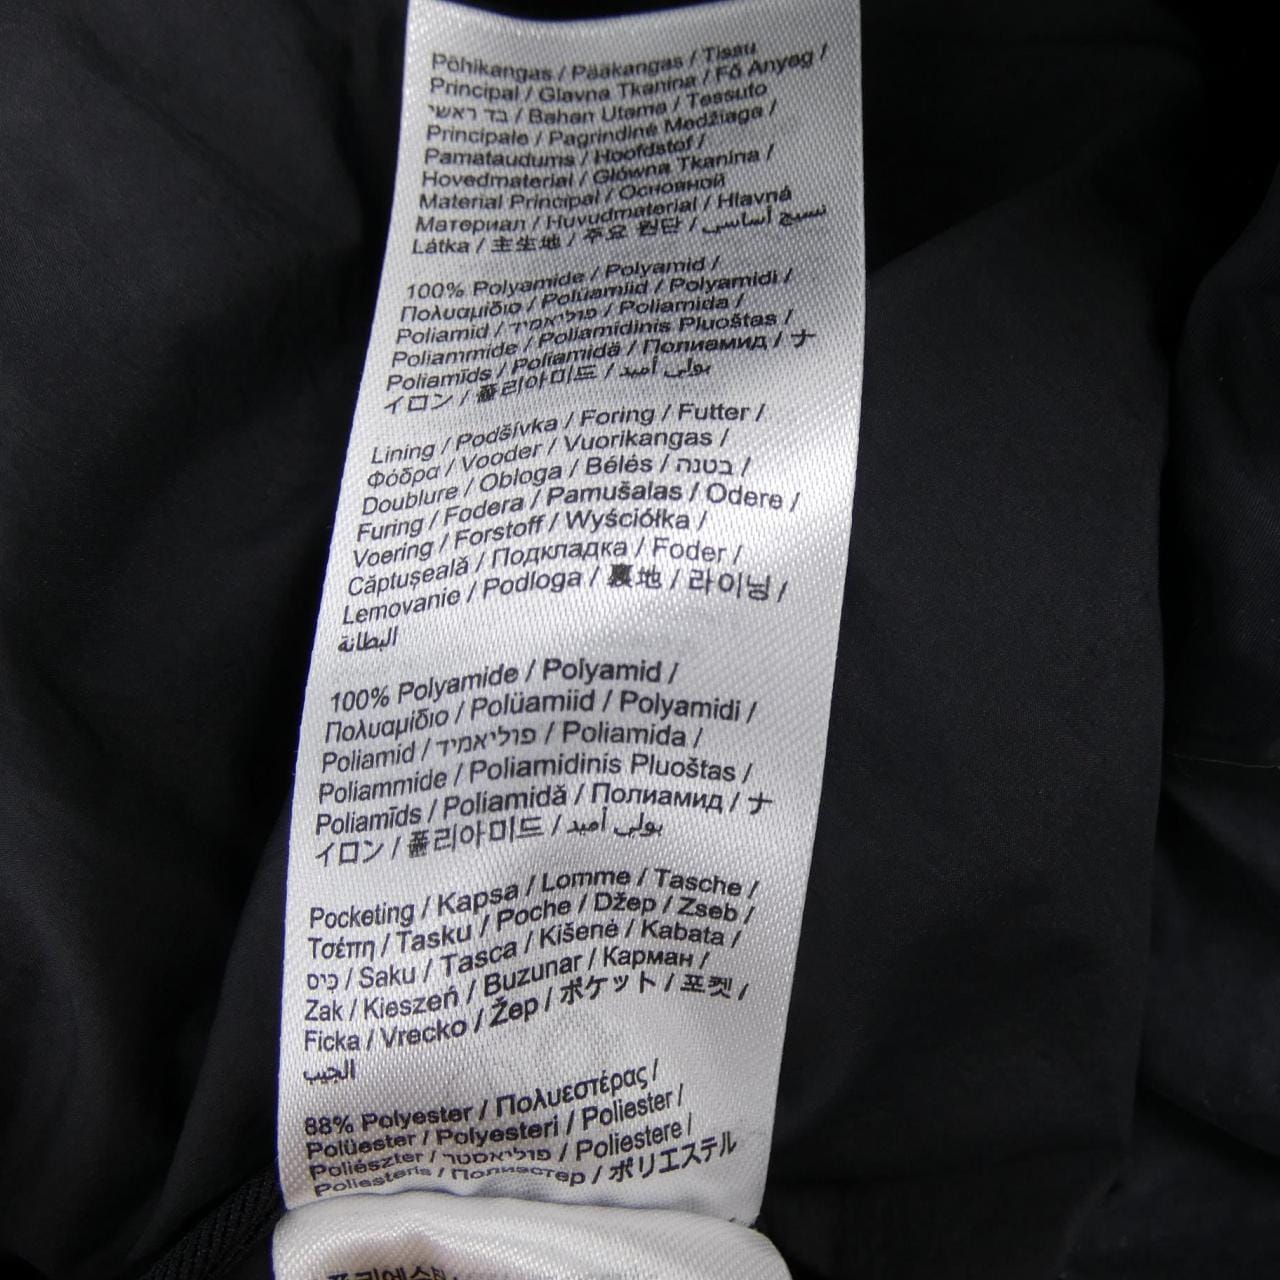 Põhikangas / Pääkangas / Tissu
Principal / Glavna Tkanina / Fő Anyag /
בד ראשי / Bahan Utama / Tessuto
Principale / Pagrindinė Medžiaga /
Pamataudums / Hoofdstof /
Hovedmaterial / Główna Tkanina /
Material Principal / Основной
Материал / Huvudmaterial / Hlavná
Látka / 主生地 / 주요 원단 / نسيج أساسي
100% Polyamide / Polyamid /
Πολυαμίδιο / Polüamiid / Polyamidi /
Poliamid / פוליאמיד / Poliamida /
Poliammide / Poliamidinis Pluoštas /
Poliamīds / Poliamidă / Полиамид / ナ
イロン / 폴리아미드 / بولي أميد
Lining / Podšívka / Foring / Futter /
Φόδρα / Vooder / Vuorikangas /
Doublure / Obloga / Bélés / בטנה /
Furing / Fodera / Pamušalas / Odere /
Voering / Forstoff / Wyściółka /
Căptușeală / Подкладка / Foder /
Lemovanie / Podloga / 裏地 / 라이닝 /
البطانة
100% Polyamide / Polyamid /
Πολυαμίδιο / Polüamiid / Polyamidi /
Poliamid / פוליאמיד / Poliamida /
Poliammide / Poliamidinis Pluoštas /
Poliamīds / Poliamidă / Полиамид / ナ
イロン / 폴리아미드 / بولي أميد
Pocketing / Kapsa / Lomme / Tasche /
Τσέπη / Tasku / Poche / Džep / Zseb /
כיס / Saku / Tasca / Kišenė / Kabata /
Zak / Kieszeń / Buzunar / Карман /
Ficka / Vrecko / Žep / ポケット / 포켓 /
الجيب
88% Polyester / Πολυεστέρας /
Polüester / Polyesteri / Poliester /
Poliészter / פוליאסטר / Poliestere /
Poliesteris / Полиэстер / ポリエステル